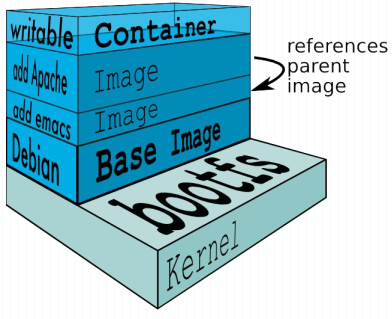 writable Container
add Apache Image
add emacs Image
Debian Base Image
bootfs
Kernel
references
parent
image